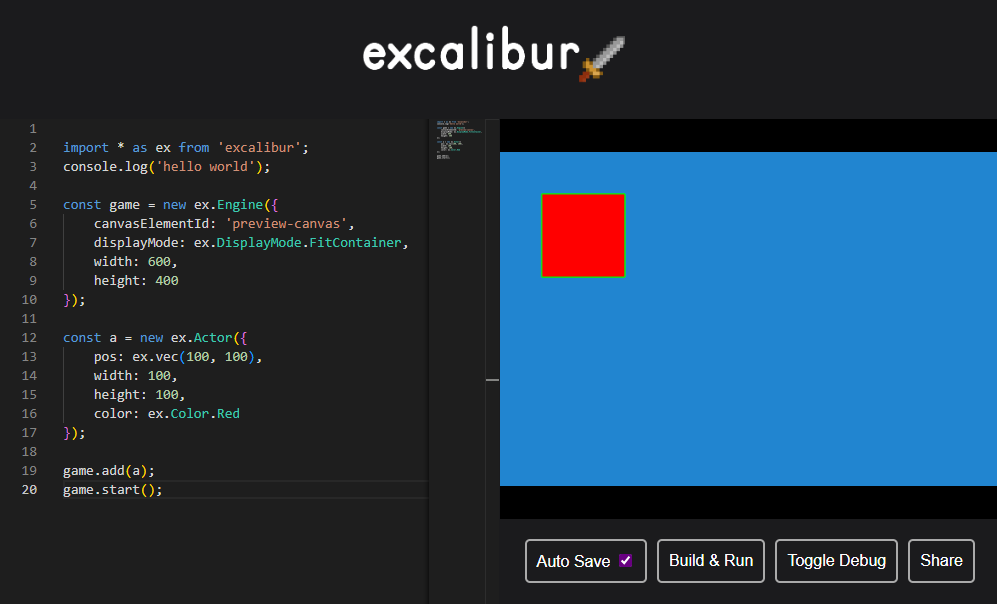 excalibur
1
2 import * as ex from 'excalibur';
3 console.log('hello world');
4
5 const game = new ex.Engine({
6 canvasElementId: 'preview-canvas',
7 displayMode: ex.DisplayMode.FitContainer,
8 width: 600,
9 height: 400
10 });
11
12 const a = new ex.Actor({
13 pos: ex.vec(100, 100),
14 width: 100,
15 height: 100,
16 color: ex.Color.Red
17 });
18
19 game.add(a);
20 game.start();
Auto Save Build & Run Toggle Debug Share